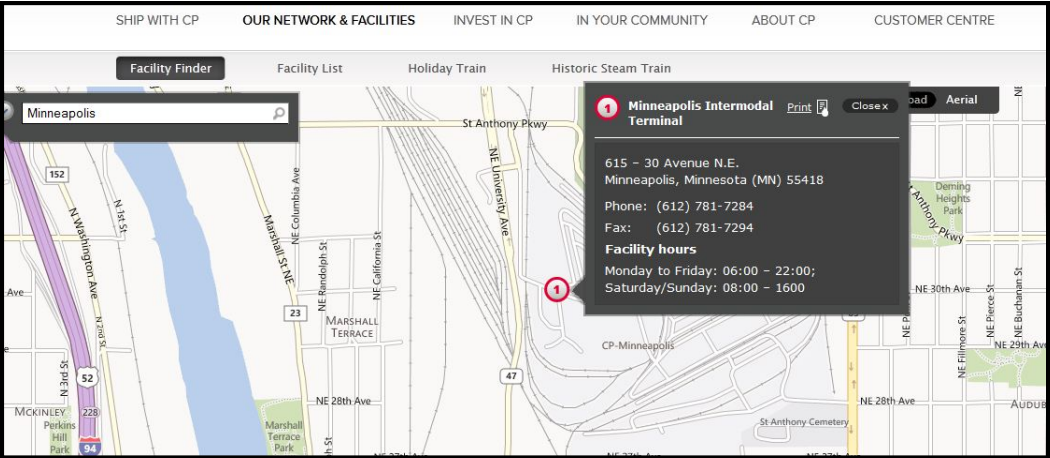 SHIP WITH CP
OUR NETWORK & FACILITIES
INVEST IN CP
IN YOUR COMMUNITY
ABOUT CP
CUSTOMER CENTRE
Facility Finder
Facility List
Holiday Train
Historic Steam Train
Minneapolis
1
Minneapolis Intermodal
Terminal
Print
Close x
Aerial
615 – 30 Avenue N.E.
Minneapolis, Minnesota (MN) 55418
Phone: (612) 781-7284
Fax: (612) 781-7294
Facility hours
Monday to Friday: 06:00 – 22:00;
Saturday/Sunday: 08:00 – 1600
1
St Anthony Pkwy
NE University Ave
152
N 1st St
N Washington Ave
NE Columbia Ave
Marshall St NE
NE Randolph St
NE California St
Ave
23
MARSHALL
TERRACE
N 2nd St
N 3rd St
52
47
CP-Minneapolis
NE 28th Ave
MCKINLEY
228
Perkins
Hill
Park
94
Marshall
Terrace
Park
St Anthony Cemetery
Deming
Heights
Park
St Anthony Pkwy
NE 30th Ave
NE Pierce St
NE Buchanan St
NE Fillmore St
NE 29th Av
NE 28th Ave
AUDUB